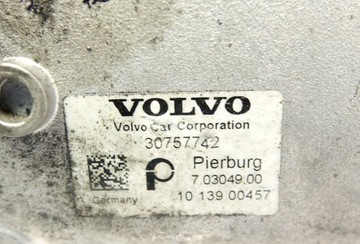 VOLVO
Volvo Car Corporation
30757742
Pierburg
7.03049.00
Germany
10 139 00457